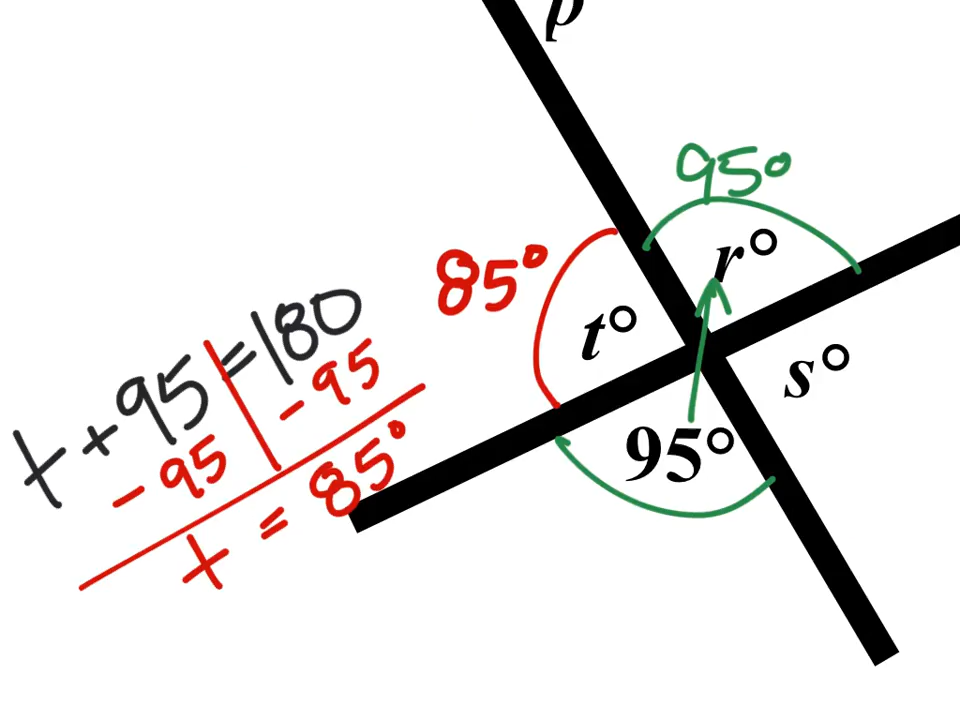 p
95°
r°
85°
t°
s°
95°
t + 95 = 180
- 95 - 95
t = 85°